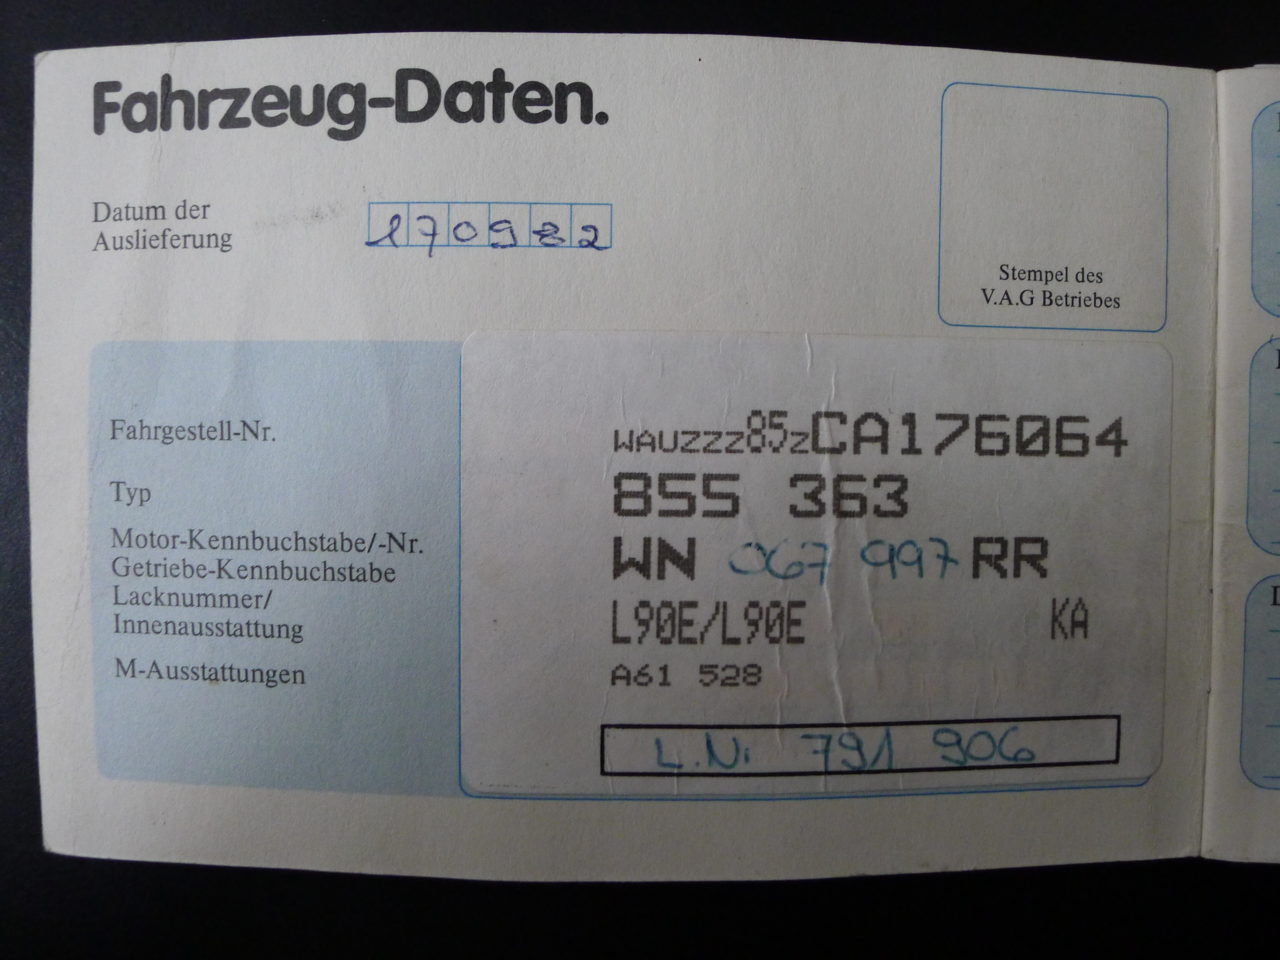 Fahrzeug-Daten.
Datum der
Auslieferung
170982
Stempel des
V.A.G Betriebes
Fahrgestell-Nr.
WAUZZZ85ZCA176064
Typ
855 363
Motor-Kennbuchstabe/-Nr.
Getriebe-Kennbuchstabe
WN 067 997 RR
Lacknummer/
Innenausstattung
L90E/L90E KA
M-Ausstattungen
A61 528
L.N. 791 906